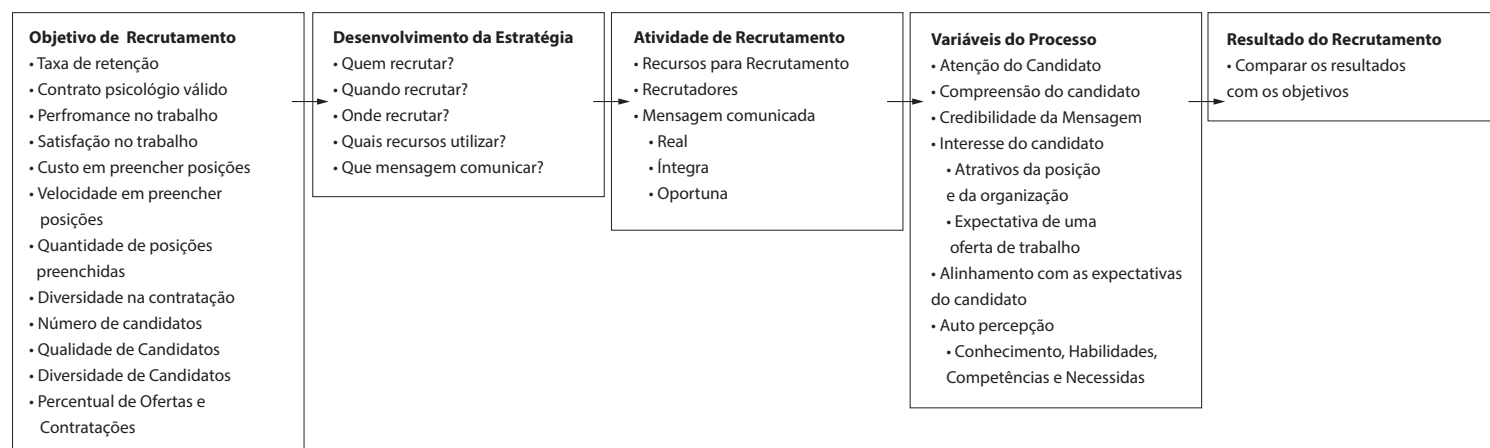 Objetivo de Recrutamento
• Taxa de retenção
• Contrato psicológio válido
• Perfromance no trabalho
• Satisfação no trabalho
• Custo em preencher posições
• Velocidade em preencher
posições
• Quantidade de posições
preenchidas
• Diversidade na contratação
• Número de candidatos
• Qualidade de Candidatos
• Diversidade de Candidatos
• Percentual de Ofertas e
Contratações
Desenvolvimento da Estratégia
• Quem recrutar?
• Quando recrutar?
• Onde recrutar?
• Quais recursos utilizar?
• Que mensagem comunicar?
Atividade de Recrutamento
• Recursos para Recrutamento
• Recrutadores
• Mensagem comunicada
• Real
• Íntegra
• Oportuna
Variáveis do Processo
• Atenção do Candidato
• Compreensão do candidato
• Credibilidade da Mensagem
• Interesse do candidato
• Atrativos da posição
e da organização
• Expectativa de uma
oferta de trabalho
• Alinhamento com as expectativas
do candidato
• Auto percepção
• Conhecimento, Habilidades,
Competências e Necessidas
Resultado do Recrutamento
• Comparar os resultados
com os objetivos